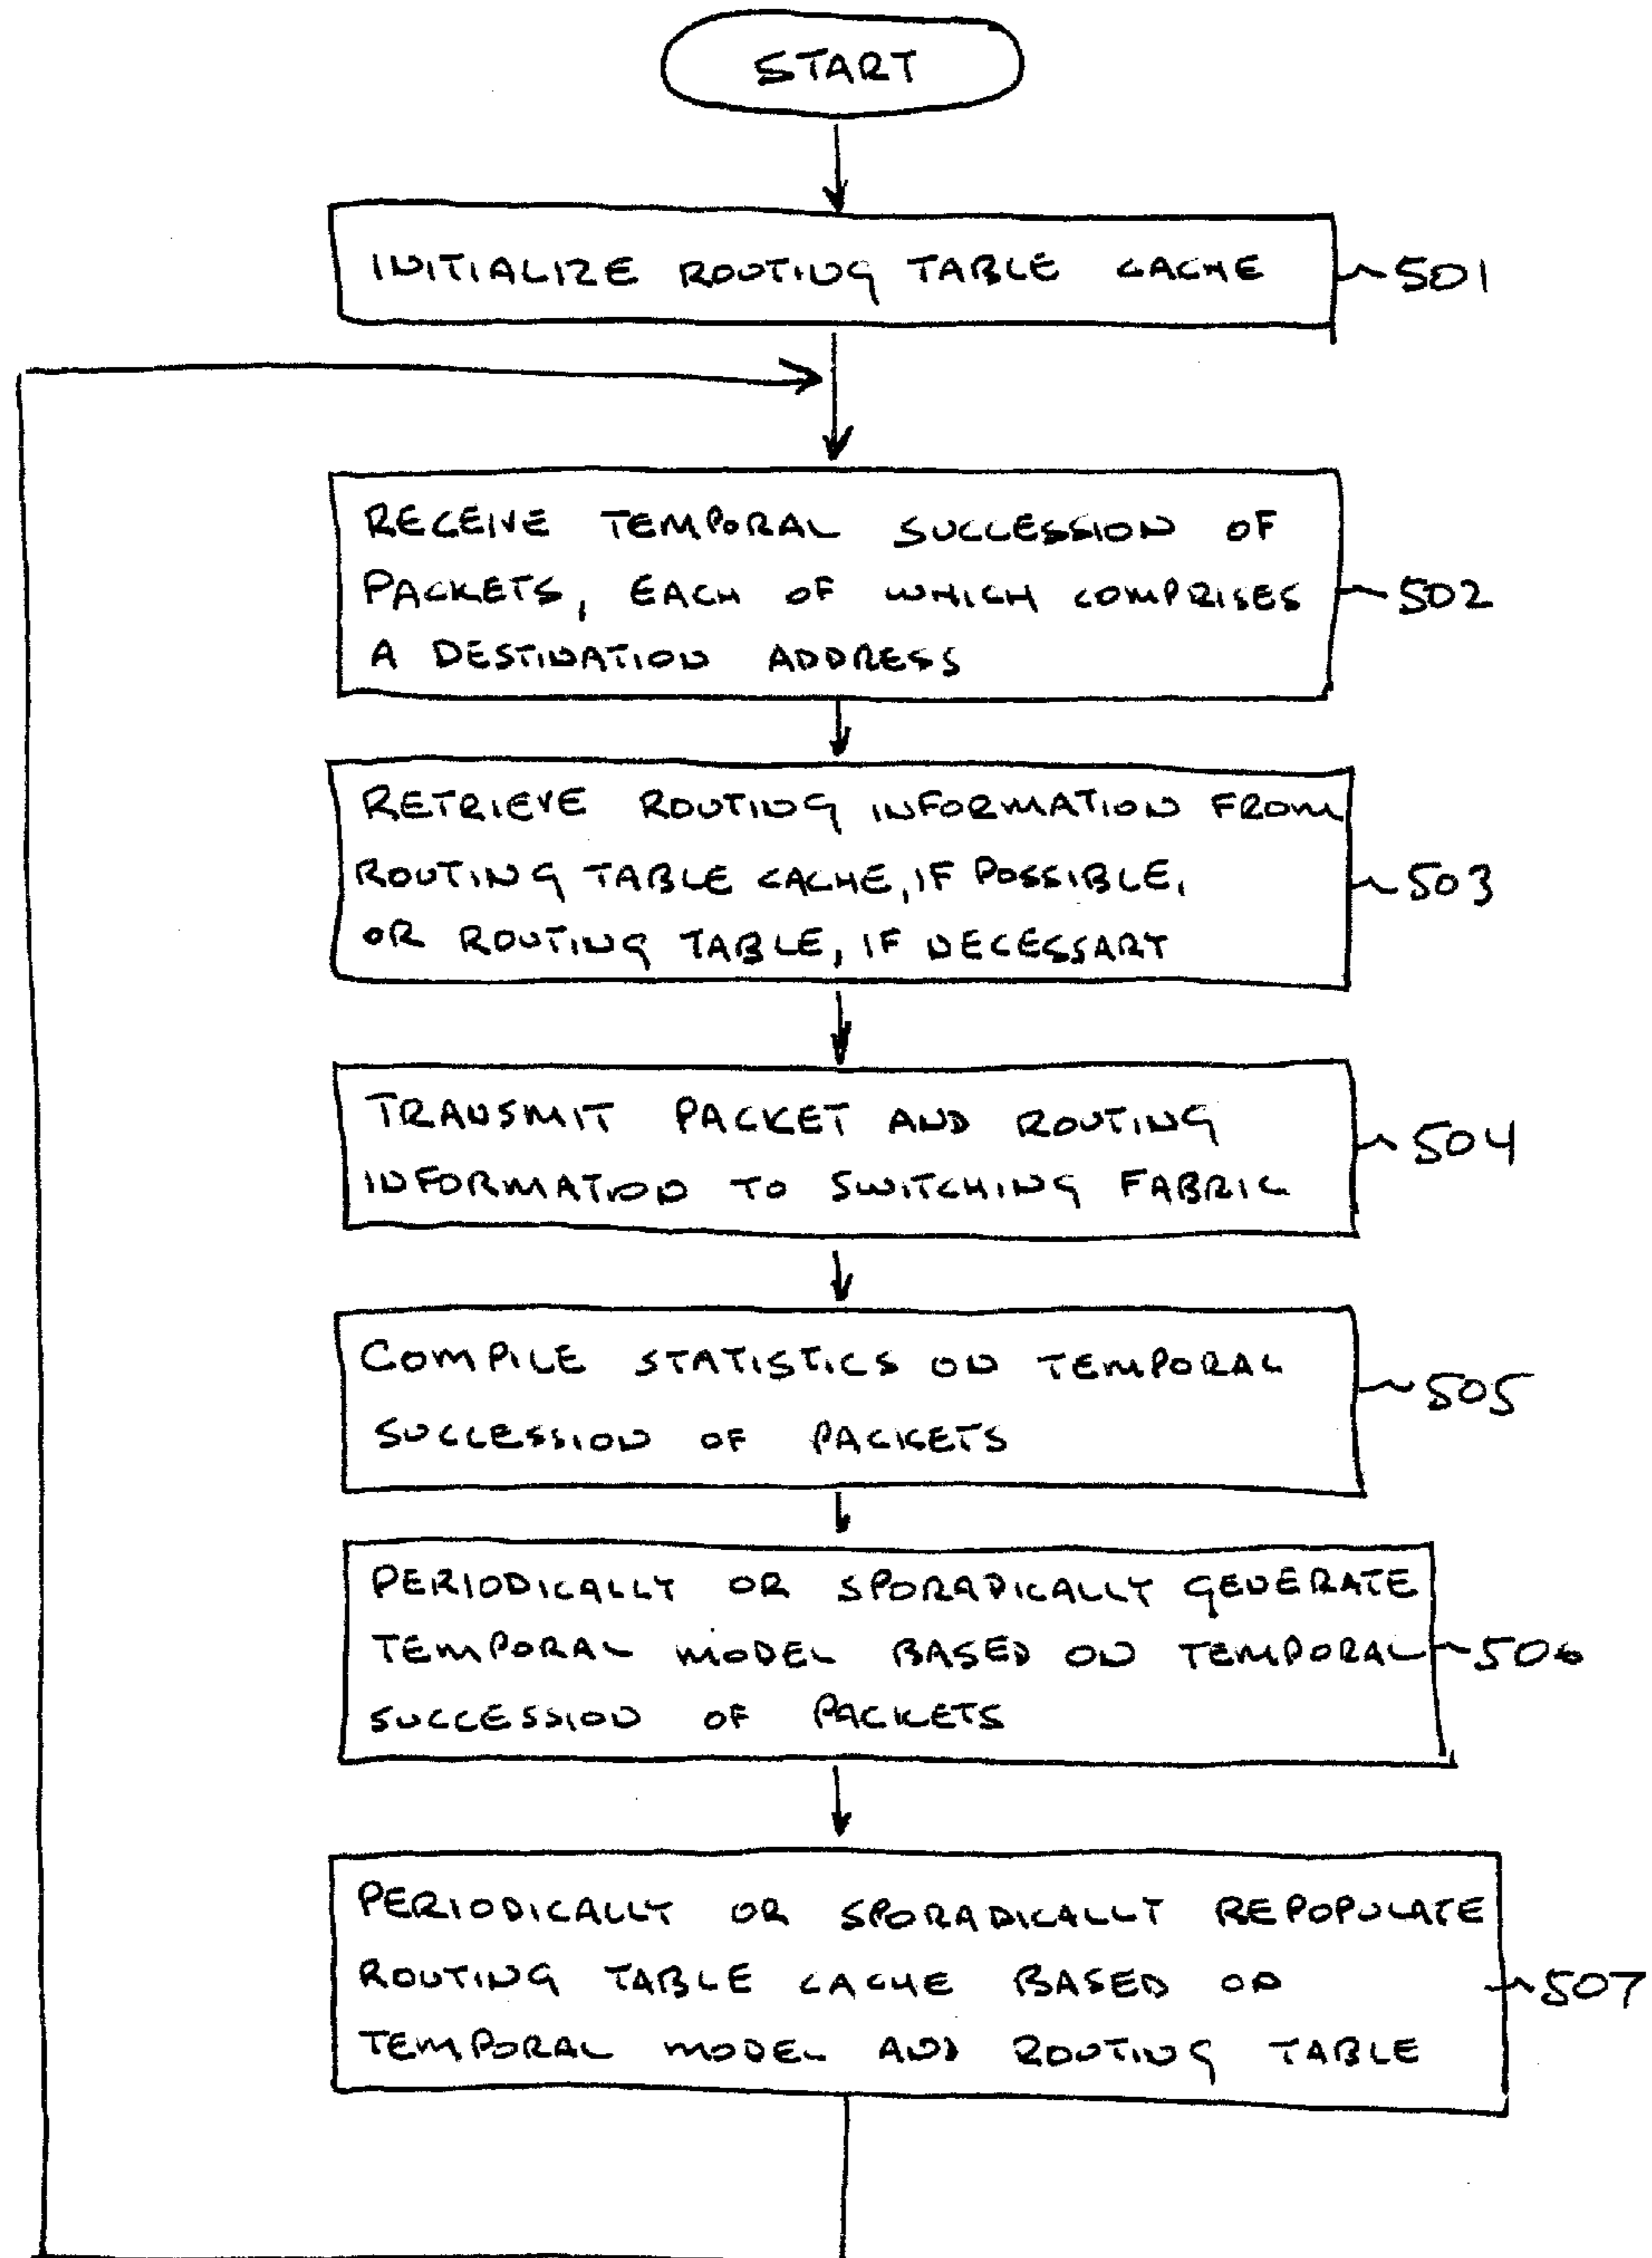 START
INITIALIZE ROUTING TABLE CACHE
501
RECEIVE TEMPORAL SUCCESSION OF
PACKETS, EACH OF WHICH COMPRISES
502
A DESTINATION ADDRESS
RETRIEVE ROUTING INFORMATION FROM
ROUTING TABLE CACHE, IF POSSIBLE,
503
OR ROUTING TABLE, IF NECESSARY
TRANSMIT PACKET AND ROUTING
504
INFORMATION TO SWITCHING FABRIC
COMPILE STATISTICS ON TEMPORAL
505
SUCCESSION OF PACKETS
PERIODICALLY OR SPORADICALLY GENERATE
TEMPORAL MODEL BASED ON TEMPORAL
506
SUCCESSION OF PACKETS
PERIODICALLY OR SPORADICALLY REPOPULATE
ROUTING TABLE CACHE BASED ON
507
TEMPORAL MODEL AND ROUTING TABLE